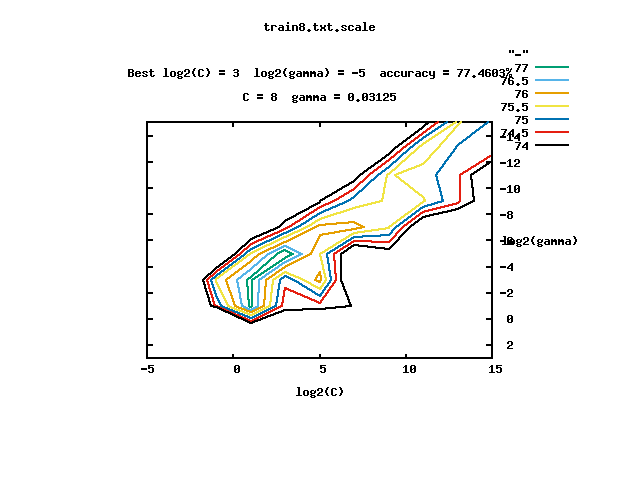 train8.txt.scale
"-"
Best log2(C) = 3 log2(gamma) = -5 accuracy = 77.4603%
77
76.5
C = 8 gamma = 0.03125
76
75.5
75
74.5
74
-14
-12
-10
-8
-6
log2(gamma)
-4
-2
0
2
-5 0 5 10 15
log2(C)